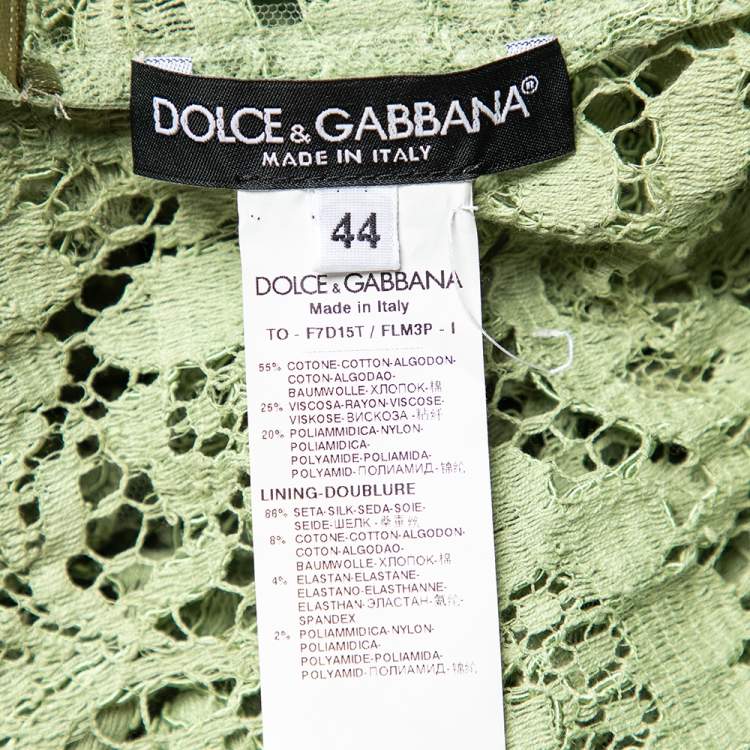 DOLCE & GABBANA®
MADE IN ITALY
44
DOLCE & GABBANA
Made in Italy
TO - F7D15T / FLM3P - I
55% COTONE-COTTON-ALGODON-
COTON-ALGODAO-
BAUMWOLLE-ХЛОПОК-棉
25% VISCOSA-RAYON-VISCOSE-
VISKOSE-ВИСКОЗА-粘纤
20% POLIAMMIDICA-NYLON-
POLIAMIDICA-
POLYAMIDE-POLIAMIDA-
POLYAMID-ПОЛИАМИД-锦纶
LINING-DOUBLURE
86% SETA-SILK-SEDA-SOIE-
SEIDE-ШЕЛК-桑蚕丝
8% COTONE-COTTON-ALGODON-
COTON-ALGODAO-
BAUMWOLLE-ХЛОПОК-棉
4% ELASTAN-ELASTANE-
ELASTANO-ELASTHANNE-
ELASTHAN-ЭЛАСТАН-氨纶-
SPANDEX
2% POLIAMMIDICA-NYLON-
POLIAMIDICA-
POLYAMIDE-POLIAMIDA-
POLYAMID-ПОЛИАМИД-锦纶